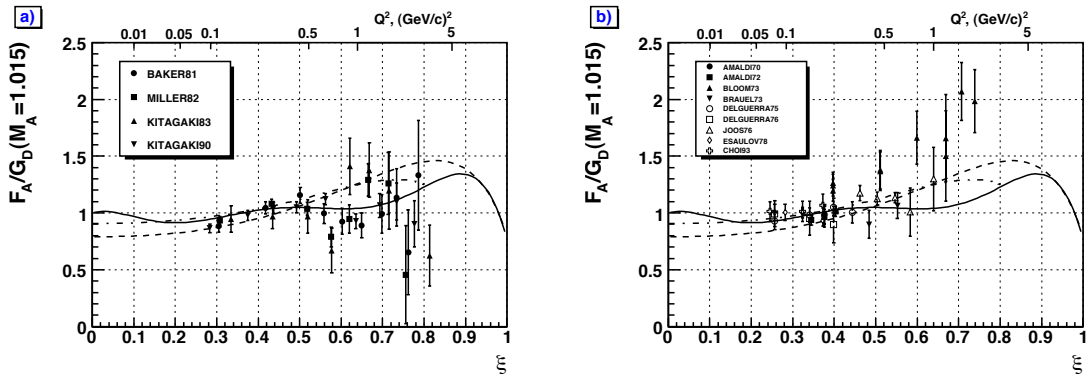 a)
Q², (GeV/c)²
0.01 0.05 0.1 0.5 1 5
F_A/G_D(M_A=1.015)
2.5
2
1.5
1
0.5
0
BAKER81
MILLER82
KITAGAKI83
KITAGAKI90
0 0.1 0.2 0.3 0.4 0.5 0.6 0.7 0.8 0.9 1
ξ
b)
Q², (GeV/c)²
0.01 0.05 0.1 0.5 1 5
F_A/G_D(M_A=1.015)
2.5
2
1.5
1
0.5
0
AMALDI70
AMALDI72
BLOOM73
BRAUEL73
DELGUERRA75
DELGUERRA76
JOOS76
ESAULOV78
CHOI93
0 0.1 0.2 0.3 0.4 0.5 0.6 0.7 0.8 0.9 1
ξ